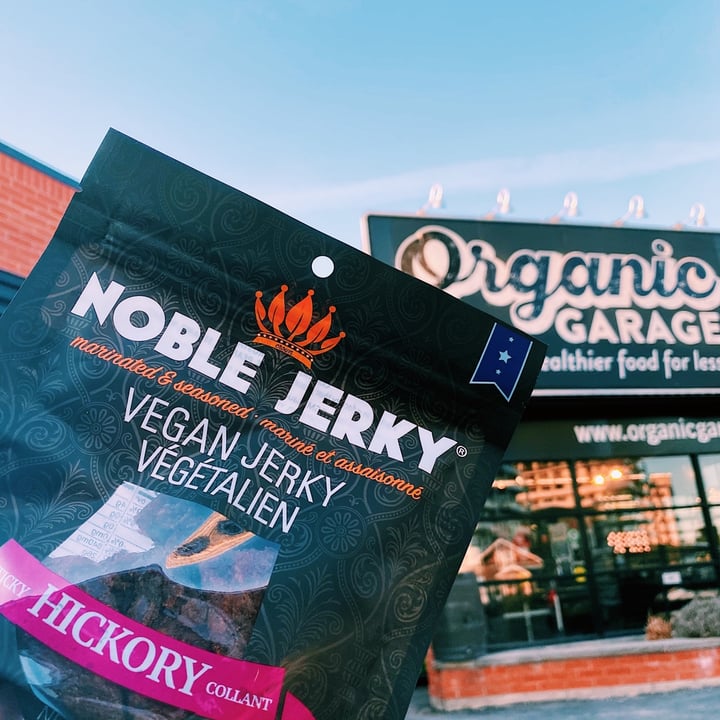 NOBLE JERKY®
marinated & seasoned, mariné et assaisonné
VEGAN JERKY
VÉGÉTALIEN
HICKORY COLLANT
Organic
GARAGE
healthier food for less
www.organicga